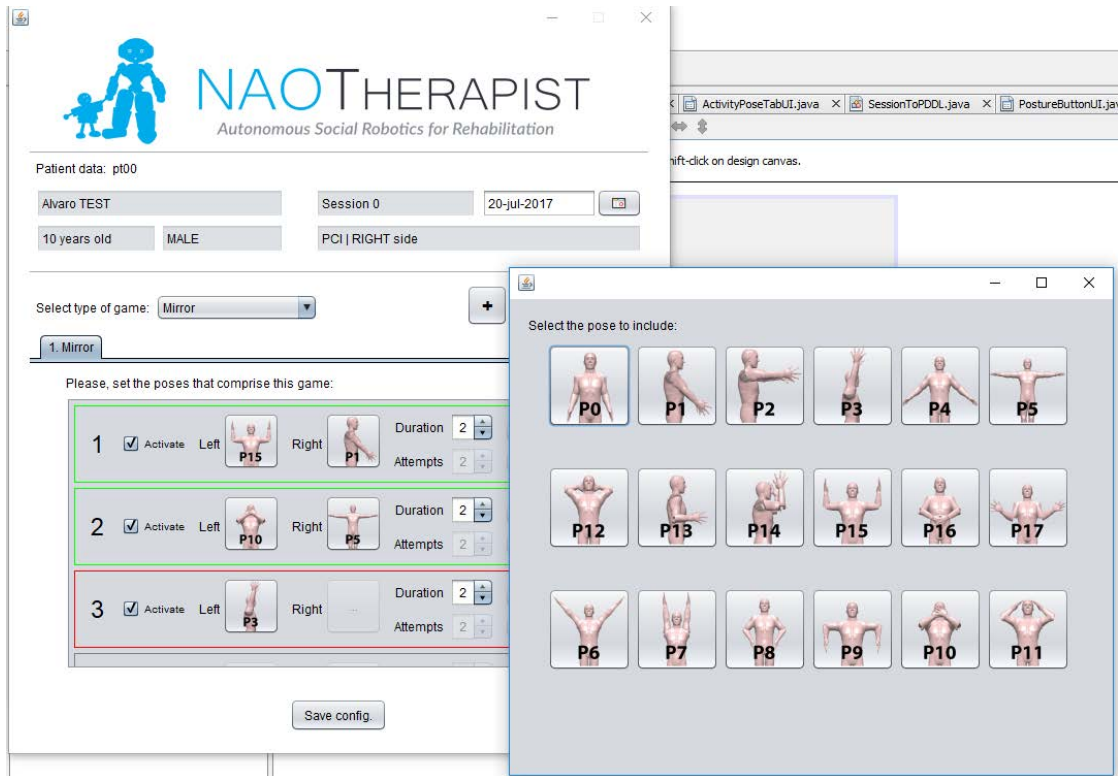 NAOTHERAPIST
Autonomous Social Robotics for Rehabilitation
ActivityPoseTabUI.java
SessionToPDDL.java
PostureButtonUI.jav
hift-click on design canvas.
Patient data: pt00
Alvaro TEST
Session 0
20-jul-2017
10 years old
MALE
PCI | RIGHT side
Select type of game:
Mirror
+
1. Mirror
Please, set the poses that comprise this game:
1
Activate
Left
P15
Right
P1
Duration
2
Attempts
2
2
Activate
Left
P10
Right
P5
Duration
2
Attempts
2
3
Activate
Left
P3
Right
...
Duration
2
Attempts
2
Save config.
Select the pose to include:
P0
P1
P2
P3
P4
P5
P12
P13
P14
P15
P16
P17
P6
P7
P8
P9
P10
P11